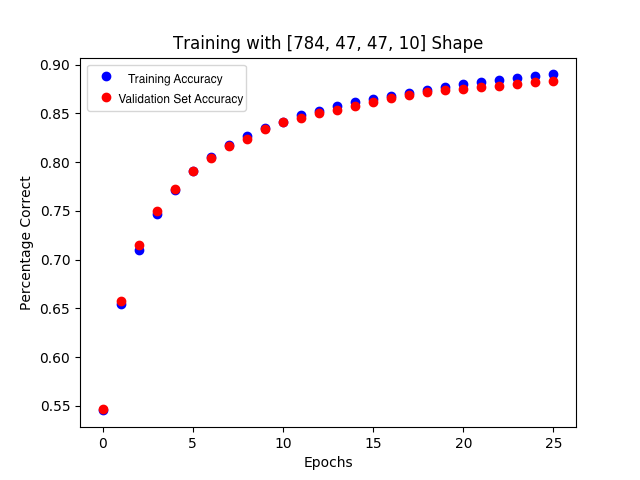 Training with [784, 47, 47, 10] Shape
0.90
Training Accuracy
Validation Set Accuracy
0.85
0.80
0.75
0.70
0.65
0.60
0.55
Percentage Correct
0 5 10 15 20 25
Epochs